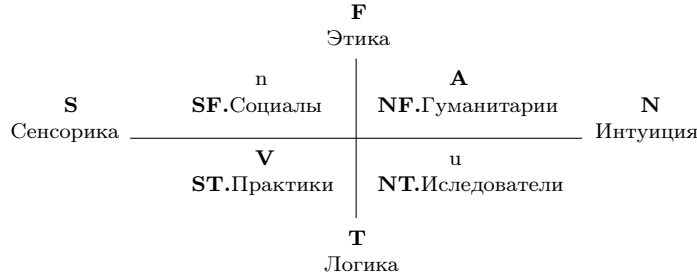 F
Этика
n A
S SF.Социалы NF.Гуманитарии N
Сенсорика Интуиция
V u
ST.Практики NT.Иследователи
T
Логика